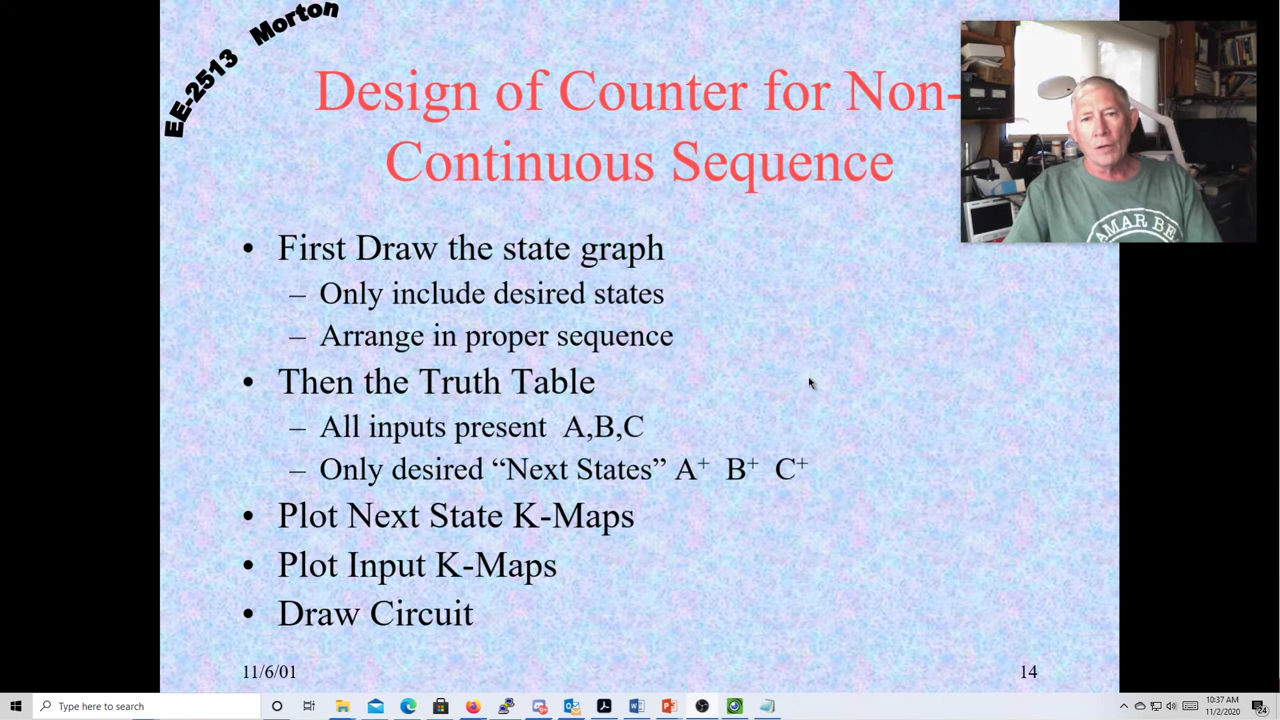 EE-2513 Morton
Design of Counter for Non-
Continuous Sequence
• First Draw the state graph
– Only include desired states
– Arrange in proper sequence
• Then the Truth Table
– All inputs present A,B,C
– Only desired “Next States” A⁺ B⁺ C⁺
• Plot Next State K-Maps
• Plot Input K-Maps
• Draw Circuit
11/6/01
14
AMAR BE
Type here to search
10:37 AM
11/2/2020
24